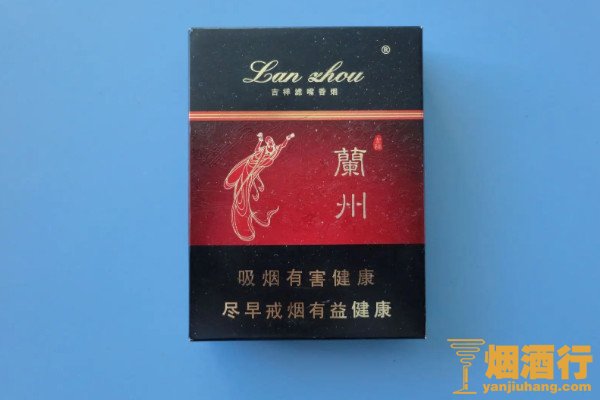 Lan zhou
®
吉祥滤嘴香烟
蘭州
吸烟有害健康
尽早戒烟有益健康
烟酒行
yanjiuhang.com